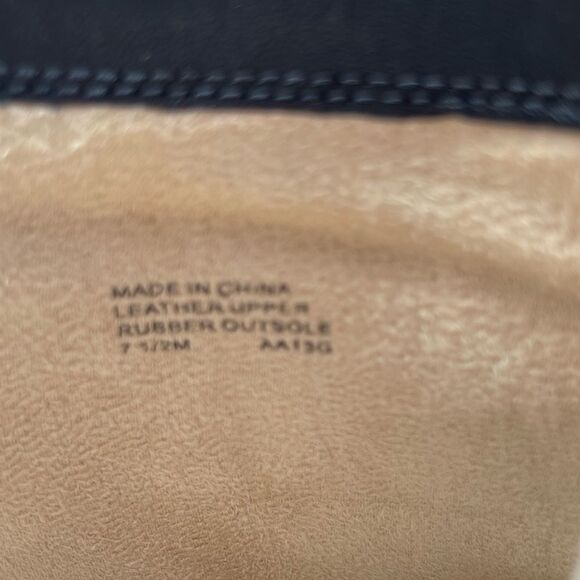 MADE IN CHINA
LEATHER UPPER
RUBBER OUTSOLE
7 1/2M AA13G